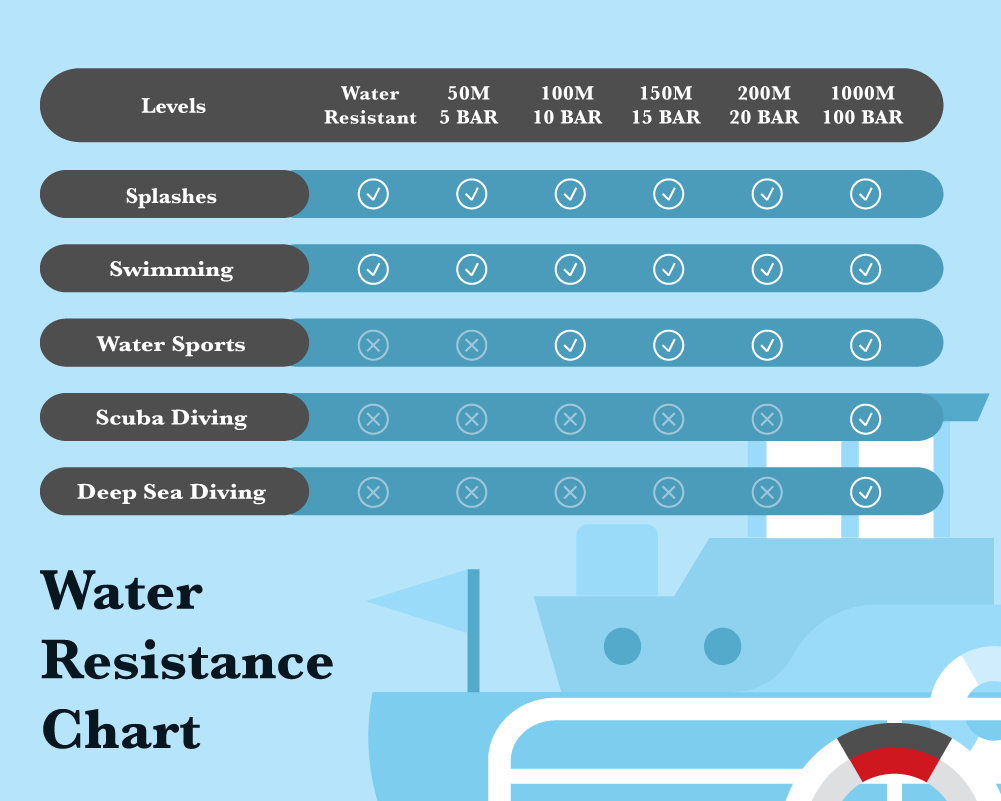 Levels
Water Resistant
50M 5 BAR
100M 10 BAR
150M 15 BAR
200M 20 BAR
1000M 100 BAR
Splashes
Swimming
Water Sports
Scuba Diving
Deep Sea Diving
Water
Resistance
Chart